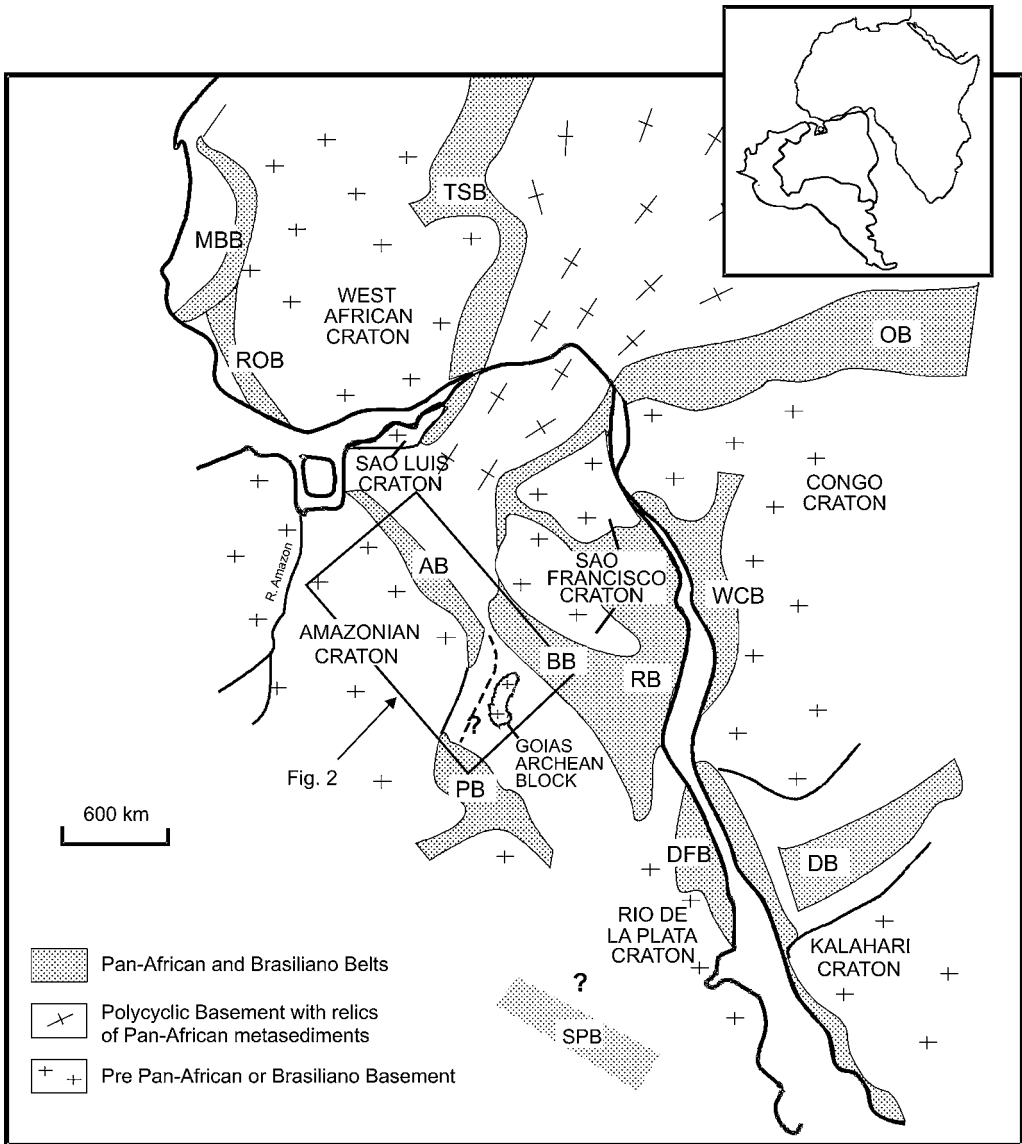 TSB
MBB
WEST
AFRICAN
CRATON
OB
ROB
SAO LUIS
CRATON
CONGO
CRATON
R. Amazon
AB
SAO
FRANCISCO
CRATON
WCB
AMAZONIAN
CRATON
BB
RB
?
GOIAS
ARCHEAN
BLOCK
Fig. 2
PB
600 km
DFB
DB
RIO DE
LA PLATA
CRATON
KALAHARI
CRATON
?
SPB
Pan-African and Brasiliano Belts
Polycyclic Basement with relics
of Pan-African metasediments
Pre Pan-African or Brasiliano Basement